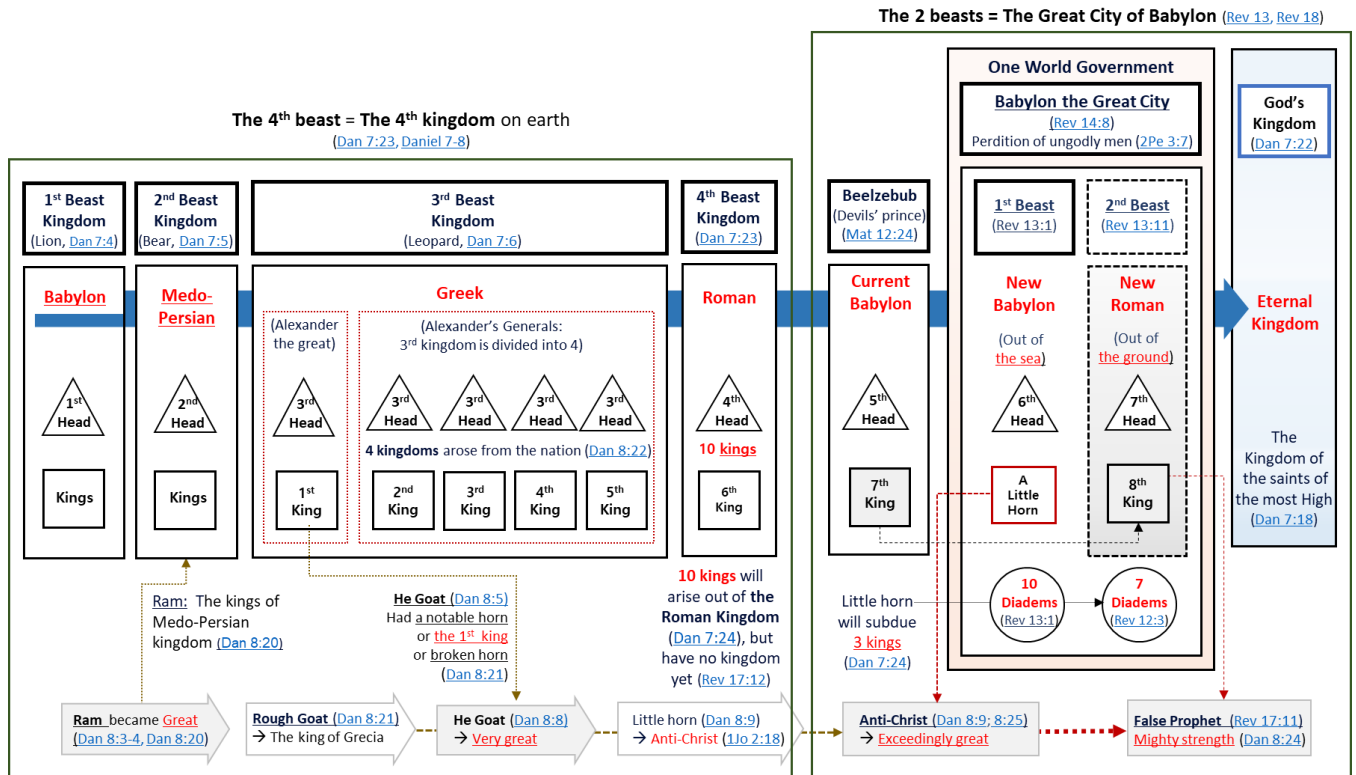 The 2 beasts = The Great City of Babylon (Rev 13, Rev 18)
The 4th beast = The 4th kingdom on earth
(Dan 7:23, Daniel 7-8)
1st Beast
Kingdom
(Lion, Dan 7:4)
2nd Beast
Kingdom
(Bear, Dan 7:5)
3rd Beast
Kingdom
(Leopard, Dan 7:6)
4th Beast
Kingdom
(Dan 7:23)
Beelzebub
(Devils' prince)
(Mat 12:24)
One World Government
Babylon the Great City
(Rev 14:8)
Perdition of ungodly men (2Pe 3:7)
1st Beast
(Rev 13:1)
2nd Beast
(Rev 13:11)
God's
Kingdom
(Dan 7:22)
Babylon
Medo-
Persian
Greek
(Alexander
the great)
(Alexander's Generals:
3rd kingdom is divided into 4)
Roman
Current
Babylon
New
Babylon
(Out of
the sea)
New
Roman
(Out of
the ground)
Eternal
Kingdom
1st
Head
2nd
Head
3rd
Head
3rd
Head
3rd
Head
3rd
Head
3rd
Head
4th
Head
5th
Head
6th
Head
7th
Head
4 kingdoms arose from the nation (Dan 8:22)
10 kings
Kings
Kings
1st
King
2nd
King
3rd
King
4th
King
5th
King
6th
King
7th
King
A
Little
Horn
8th
King
The
Kingdom of
the saints of
the most High
(Dan 7:18)
Ram: The kings of
Medo-Persian
kingdom (Dan 8:20)
He Goat (Dan 8:5)
Had a notable horn
or the 1st king
or broken horn
(Dan 8:21)
10 kings will
arise out of the
Roman Kingdom
(Dan 7:24), but
have no kingdom
yet (Rev 17:12)
Little horn
will subdue
3 kings
(Dan 7:24)
10
Diadems
(Rev 13:1)
7
Diadems
(Rev 12:3)
Ram became Great
(Dan 8:3-4, Dan 8:20)
Rough Goat (Dan 8:21)
→ The king of Grecia
He Goat (Dan 8:8)
→ Very great
Little horn (Dan 8:9)
→ Anti-Christ (1Jo 2:18)
Anti-Christ (Dan 8:9; 8:25)
→ Exceedingly great
False Prophet (Rev 17:11)
Mighty strength (Dan 8:24)